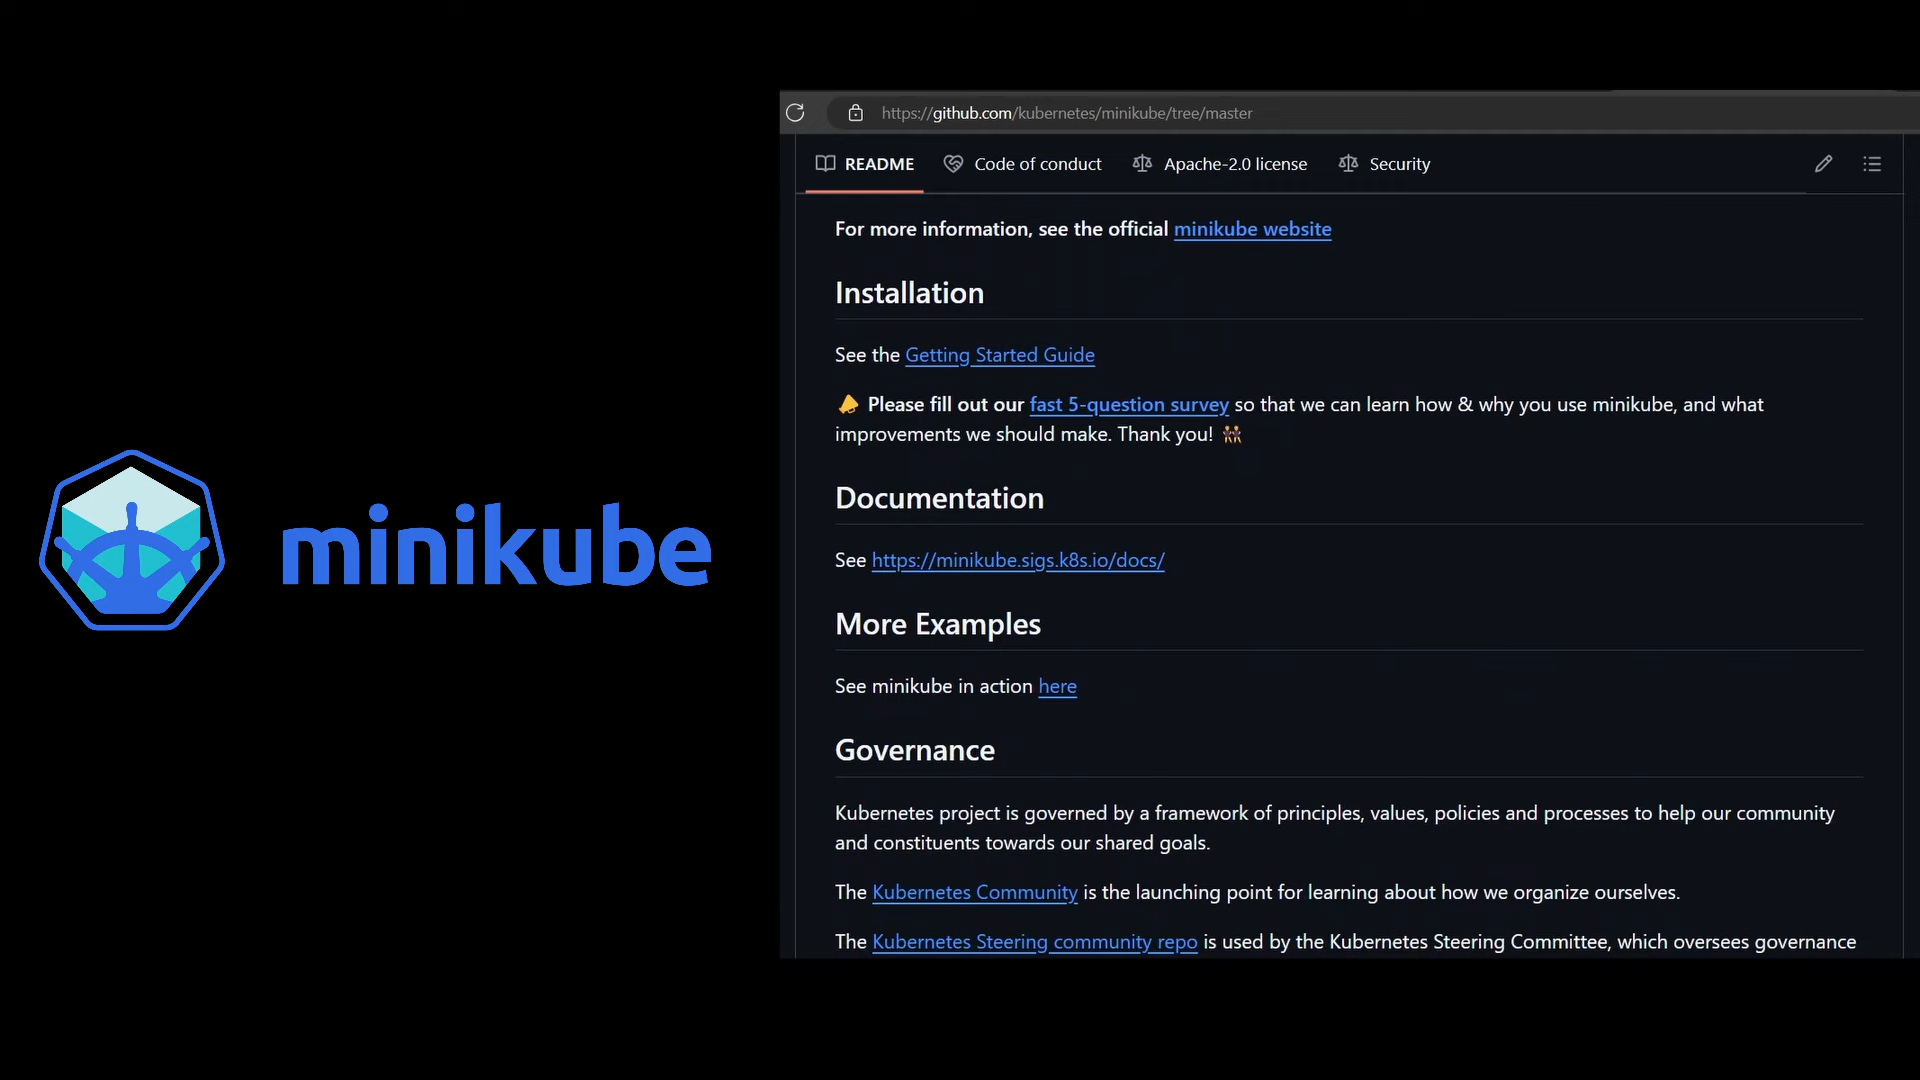 minikube
https://github.com/kubernetes/minikube/tree/master
README Code of conduct Apache-2.0 license Security
For more information, see the official minikube website
Installation
See the Getting Started Guide
📣 Please fill out our fast 5-question survey so that we can learn how & why you use minikube, and what
improvements we should make. Thank you! 👯
Documentation
See https://minikube.sigs.k8s.io/docs/
More Examples
See minikube in action here
Governance
Kubernetes project is governed by a framework of principles, values, policies and processes to help our community
and constituents towards our shared goals.
The Kubernetes Community is the launching point for learning about how we organize ourselves.
The Kubernetes Steering community repo is used by the Kubernetes Steering Committee, which oversees governance